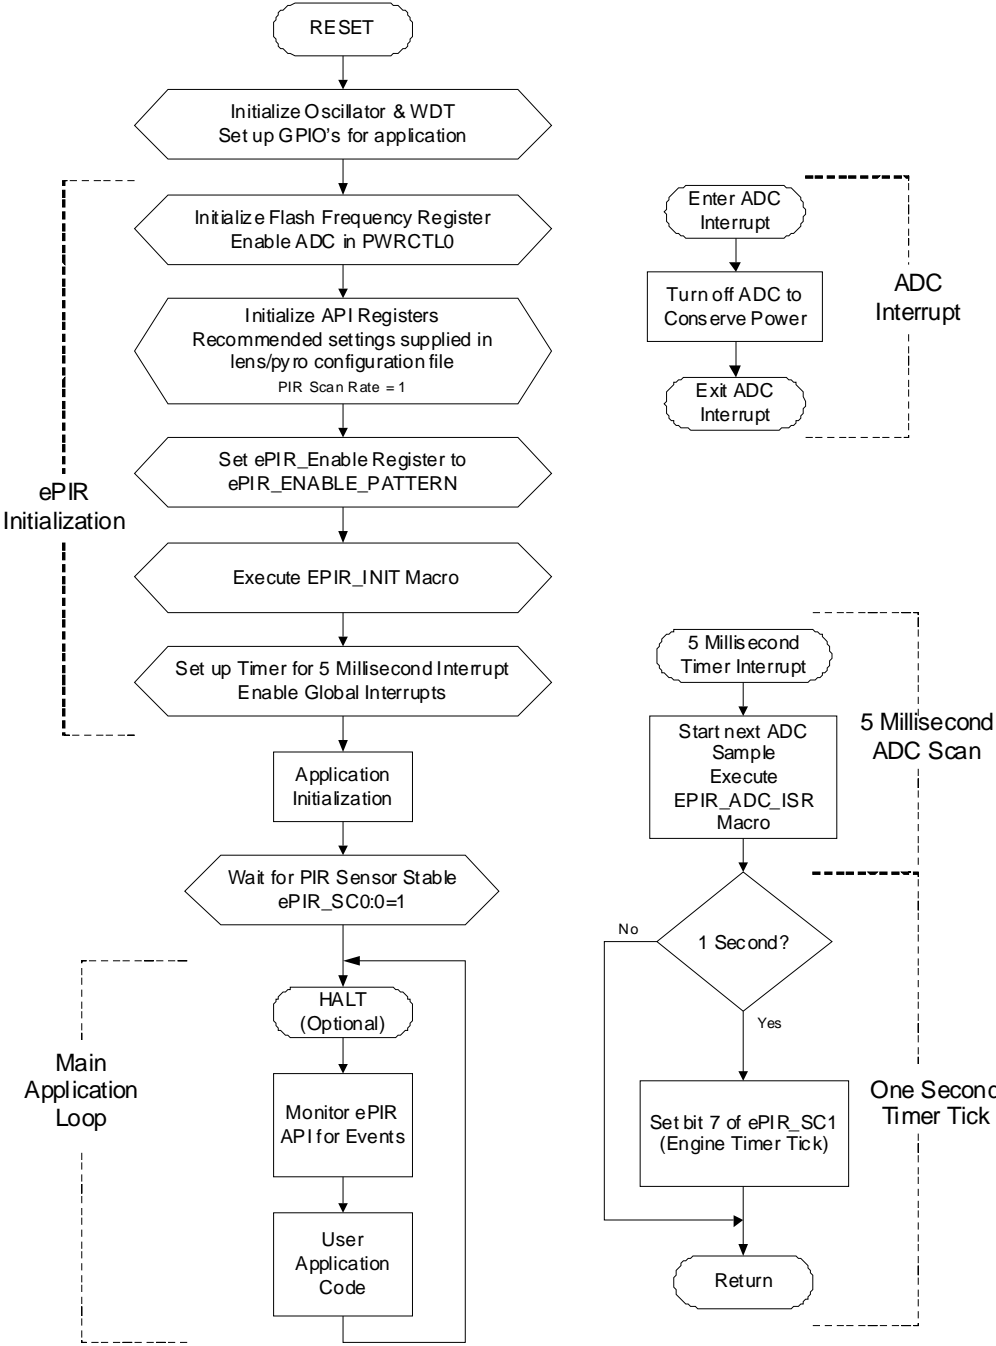 RESET
Initialize Oscillator & WDT
Set up GPIO's for application
Initialize Flash Frequency Register
Enable ADC in PWRCTL0
Initialize API Registers
Recommended settings supplied in
lens/pyro configuration file
PIR Scan Rate = 1
Set ePIR_Enable Register to
ePIR_ENABLE_PATTERN
ePIR
Initialization
Execute EPIR_INIT Macro
Set up Timer for 5 Millisecond Interrupt
Enable Global Interrupts
Application
Initialization
Wait for PIR Sensor Stable
ePIR_SC0:0=1
HALT
(Optional)
Main
Application
Loop
Monitor ePIR
API for Events
User
Application
Code
Enter ADC
Interrupt
Turn off ADC to
Conserve Power
Exit ADC
Interrupt
ADC
Interrupt
5 Millisecond
Timer Interrupt
Start next ADC
Sample
Execute
EPIR_ADC_ISR
Macro
5 Millisecond
ADC Scan
1 Second?
No
Yes
Set bit 7 of ePIR_SC1
(Engine Timer Tick)
One Second
Timer Tick
Return